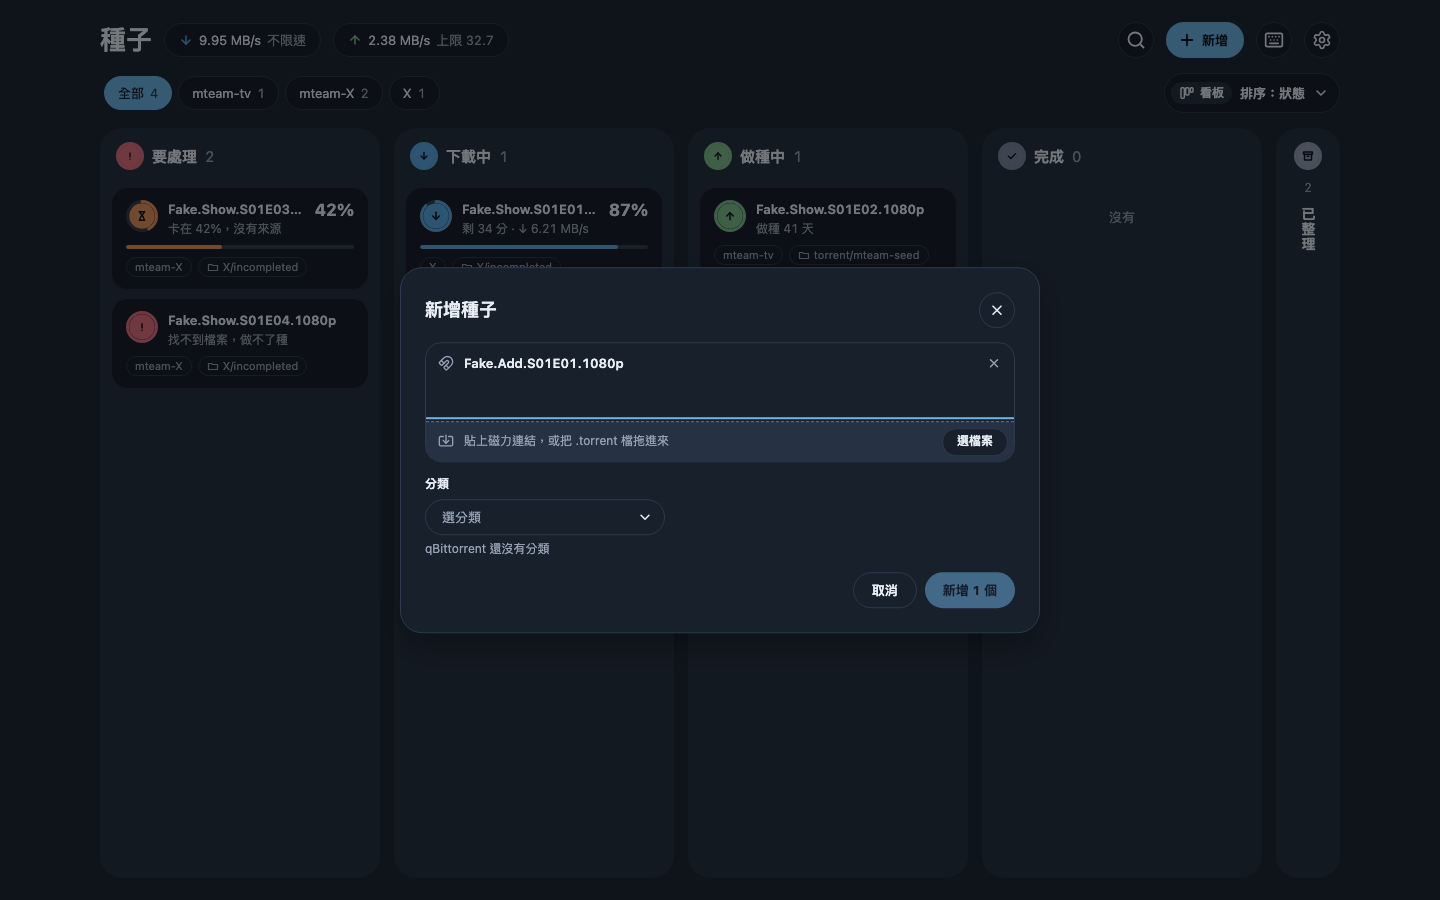 種子
9.95 MB/s 不限速
2.38 MB/s 上限 32.7
新增
全部 4
mteam-tv 1
mteam-X 2
X 1
看板
排序：狀態
要處理 2
Fake.Show.S01E03... 42%
卡在 42%，沒有來源
mteam-X
X/incompleted
Fake.Show.S01E04.1080p
找不到檔案，做不了種
mteam-X
X/incompleted
下載中 1
Fake.Show.S01E01... 87%
剩 34 分 · ↓ 6.21 MB/s
X
X/incompleted
做種中 1
Fake.Show.S01E02.1080p
做種 41 天
mteam-tv
torrent/mteam-seed
完成 0
沒有
2
已整理
新增種子
Fake.Add.S01E01.1080p
貼上磁力連結，或把 .torrent 檔拖進來
選檔案
分類
選分類
qBittorrent 還沒有分類
取消
新增 1 個